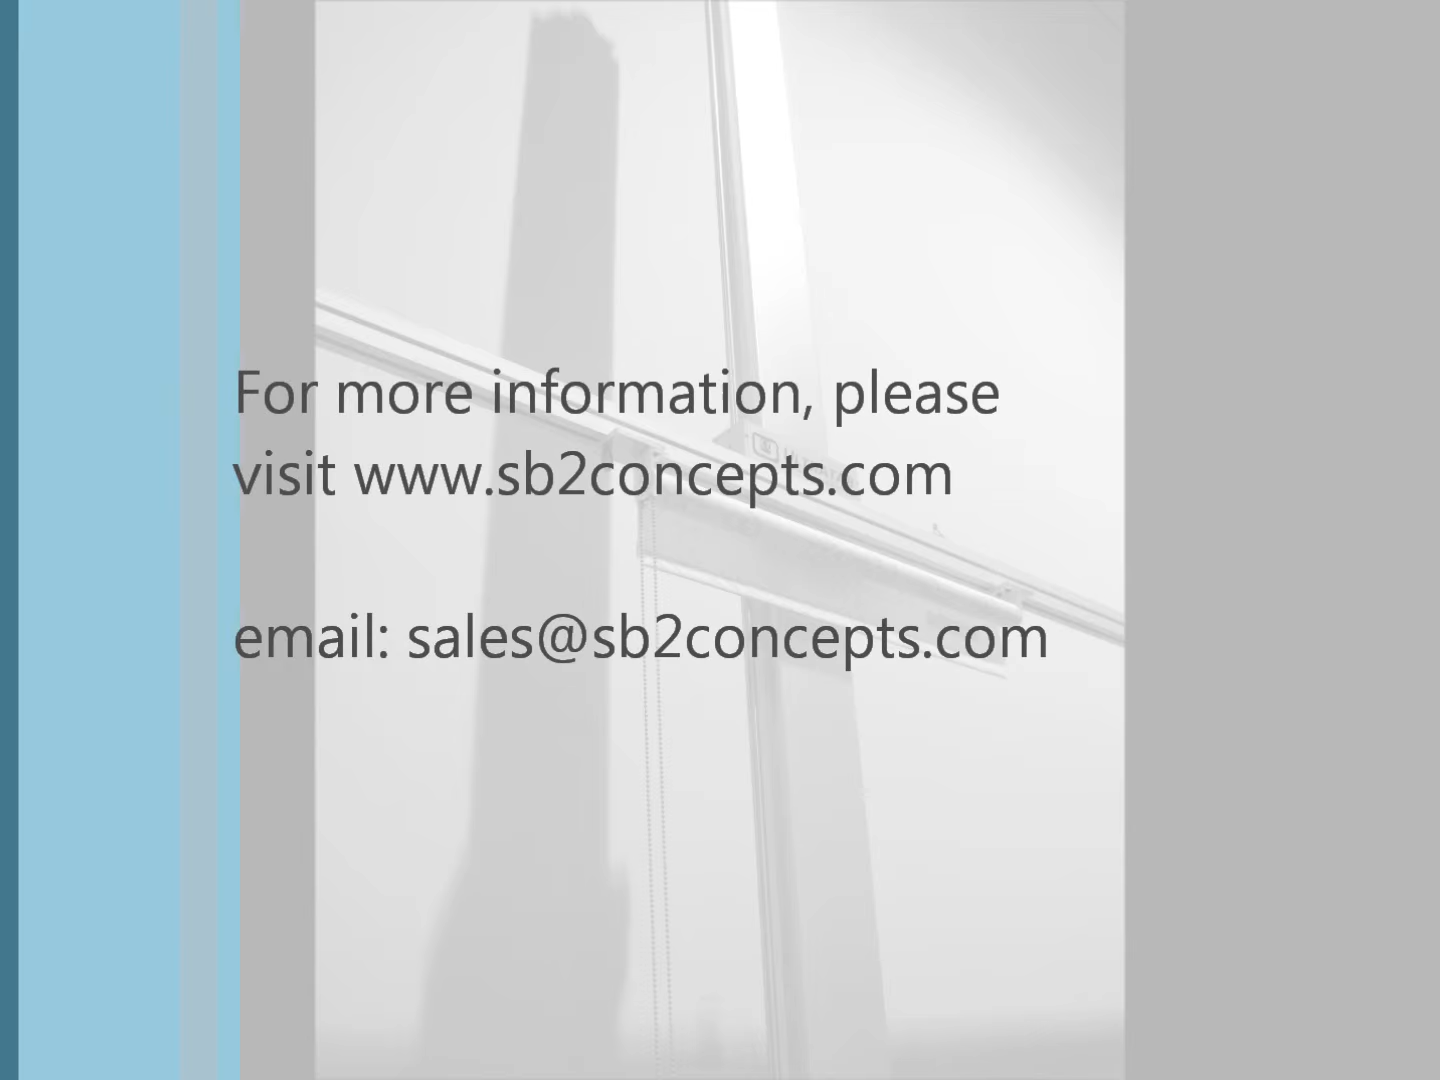 For more information, please
visit www.sb2concepts.com
email: sales@sb2concepts.com